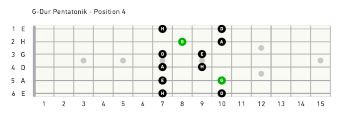 G-Dur Pentatonik - Position 4
1 E H D
2 H G A
3 G D E
4 D A H
5 A E G
6 E H D
1 2 3 4 5 6 7 8 9 10 11 12 13 14 15